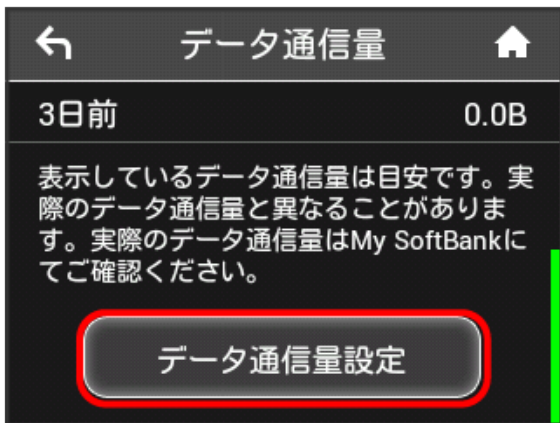 データ通信量
3日前 0.0B
表示しているデータ通信量は目安です。実
際のデータ通信量と異なることがありま
す。実際のデータ通信量はMy SoftBankに
てご確認ください。
データ通信量設定